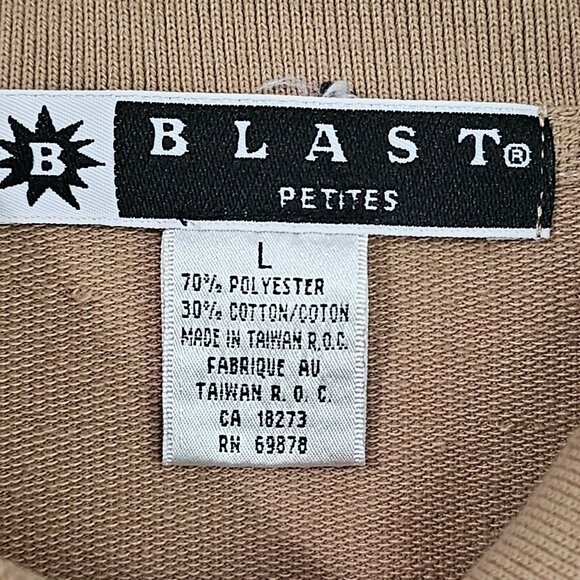 B BLAST®
PETITES
L
70% POLYESTER
30% COTTON/COTON
MADE IN TAIWAN R.O.C.
FABRIQUE AU
TAIWAN R. O. C.
CA 18273
RN 69878